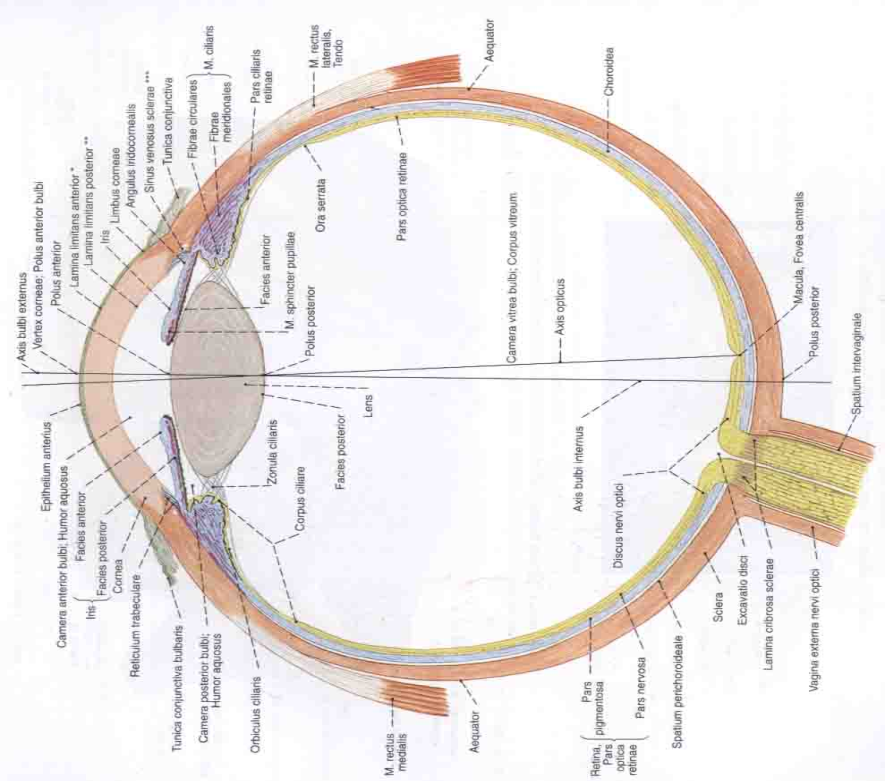 Axis bulbi externus
Vertex corneae; Polus anterior bulbi
Polus anterior
Lamina limitans anterior *
Lamina limitans posterior **
Iris
Limbus corneae
Angulus iridocornealis
Sinus venosus sclerae ***
Tunica conjunctiva
Fibrae circulares
Fibrae
meridionales
M. ciliaris
Pars ciliaris
retinae
M. rectus
lateralis,
Tendo
Aequator
Choroidea
Ora serrata
Pars optica retinae
Facies anterior
M. sphincter pupillae
Polus posterior
Camera vitrea bulbi; Corpus vitreum
Axis opticus
Macula, Fovea centralis
Polus posterior
Spatium intervaginale
Lens
Axis bulbi internus
Epithelium anterius
Camera anterior bulbi; Humor aquosus
Iris
Facies anterior
Facies posterior
Cornea
Reticulum trabeculare
Tunica conjunctiva bulbaris
Camera posterior bulbi;
Humor aquosus
Orbiculus ciliaris
M. rectus
medialis
Aequator
Zonula ciliaris
Corpus ciliare
Facies posterior
Discus nervi optici
Retina,
Pars
optica
retinae
Pars
pigmentosa
Pars nervosa
Spatium perichoroideale
Sclera
Excavatio disci
Lamina cribrosa sclerae
Vagina externa nervi optici